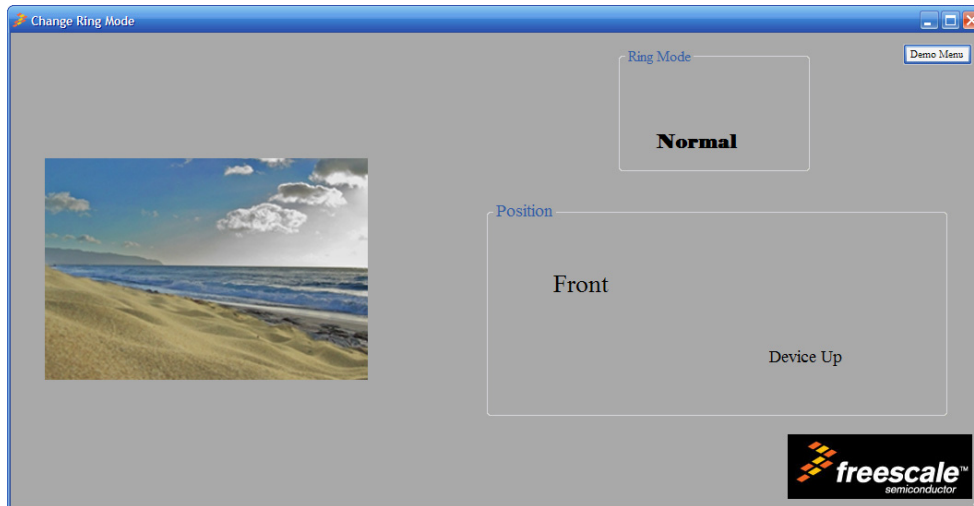 Change Ring Mode
Demo Menu
Ring Mode
Normal
Position
Front
Device Up
freescale™
semiconductor